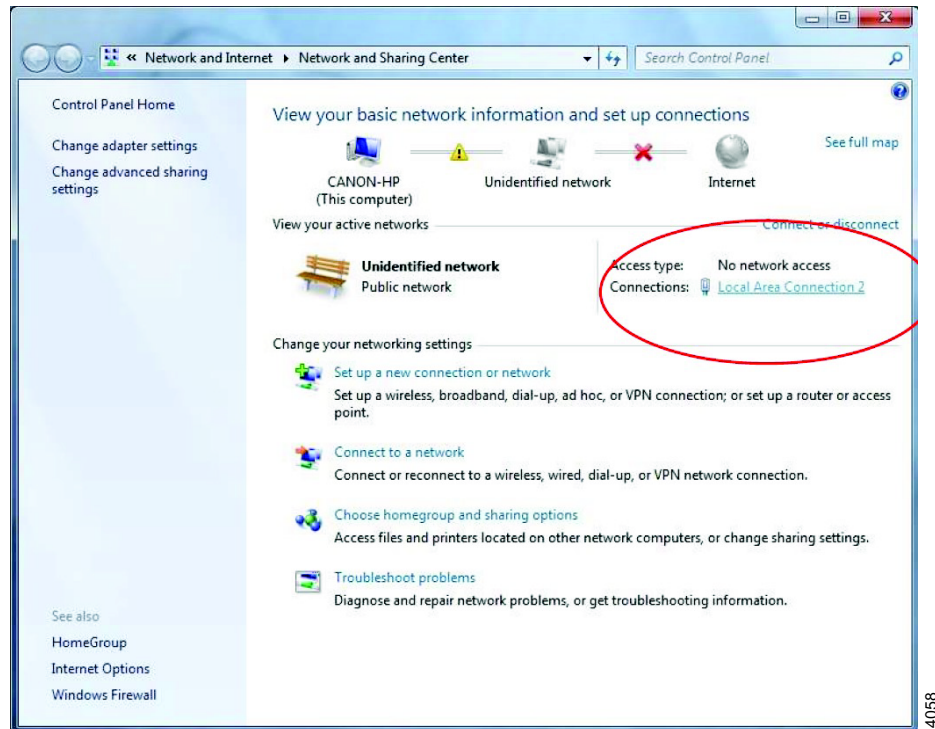 « Network and Internet ▸ Network and Sharing Center
Search Control Panel
Control Panel Home
Change adapter settings
Change advanced sharing
settings
See also
HomeGroup
Internet Options
Windows Firewall
View your basic network information and set up connections
See full map
CANON-HP
(This computer)
Unidentified network
Internet
View your active networks
Connect or disconnect
Unidentified network
Public network
Access type: No network access
Connections: Local Area Connection 2
Change your networking settings
Set up a new connection or network
Set up a wireless, broadband, dial-up, ad hoc, or VPN connection; or set up a router or access
point.
Connect to a network
Connect or reconnect to a wireless, wired, dial-up, or VPN network connection.
Choose homegroup and sharing options
Access files and printers located on other network computers, or change sharing settings.
Troubleshoot problems
Diagnose and repair network problems, or get troubleshooting information.
4058